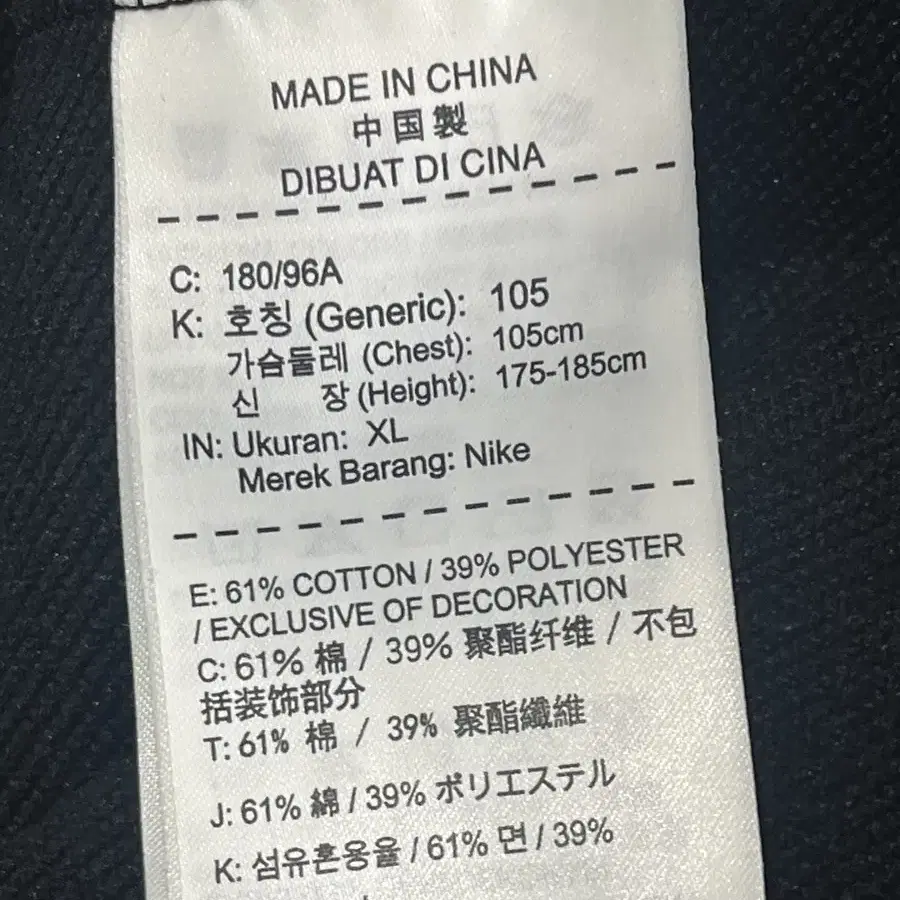 MADE IN CHINA
中国製
DIBUAT DI CINA
C: 180/96A
K: 호칭 (Generic): 105
가슴둘레 (Chest): 105cm
신 장 (Height): 175-185cm
IN: Ukuran: XL
Merek Barang: Nike
E: 61% COTTON / 39% POLYESTER
/ EXCLUSIVE OF DECORATION
C: 61% 棉 / 39% 聚酯纤维 / 不包
括装饰部分
T: 61% 棉 / 39% 聚酯纖維
J: 61% 綿 / 39% ポリエステル
K: 섬유혼용율 / 61% 면 / 39%